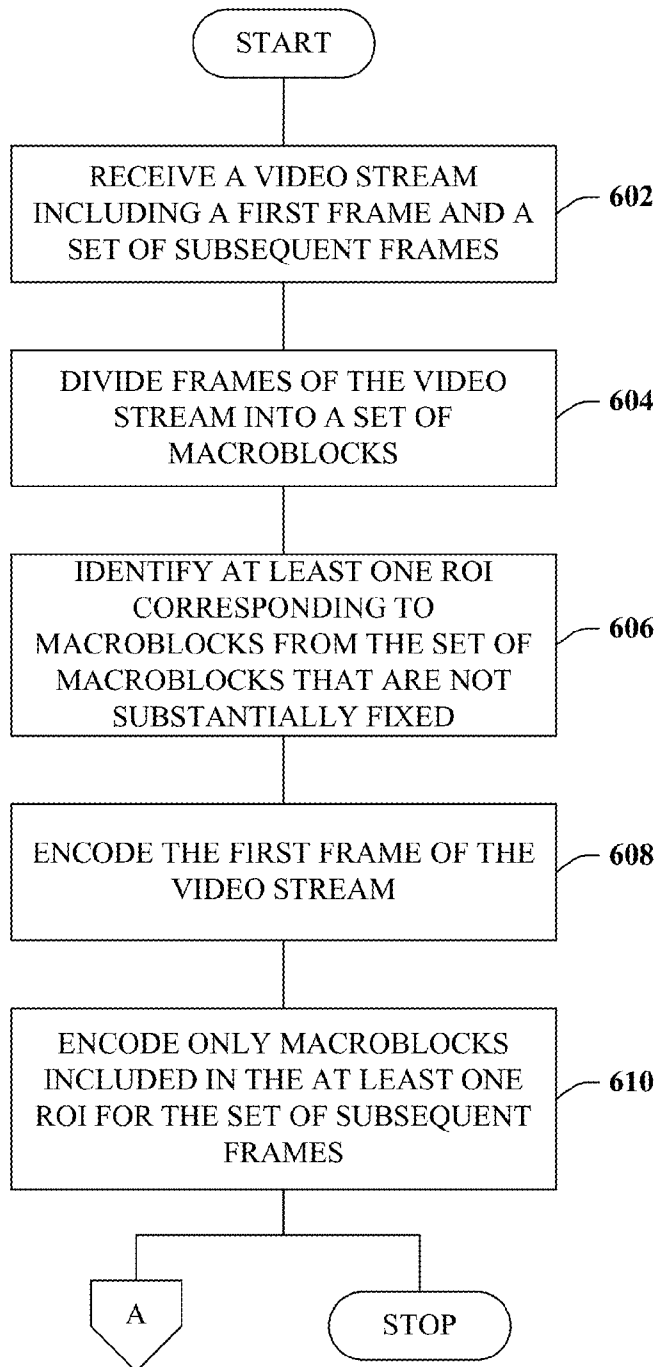 START
RECEIVE A VIDEO STREAM
INCLUDING A FIRST FRAME AND A
SET OF SUBSEQUENT FRAMES
602
DIVIDE FRAMES OF THE VIDEO
STREAM INTO A SET OF
MACROBLOCKS
604
IDENTIFY AT LEAST ONE ROI
CORRESPONDING TO
MACROBLOCKS FROM THE SET OF
MACROBLOCKS THAT ARE NOT
SUBSTANTIALLY FIXED
606
ENCODE THE FIRST FRAME OF THE
VIDEO STREAM
608
ENCODE ONLY MACROBLOCKS
INCLUDED IN THE AT LEAST ONE
ROI FOR THE SET OF SUBSEQUENT
FRAMES
610
A
STOP